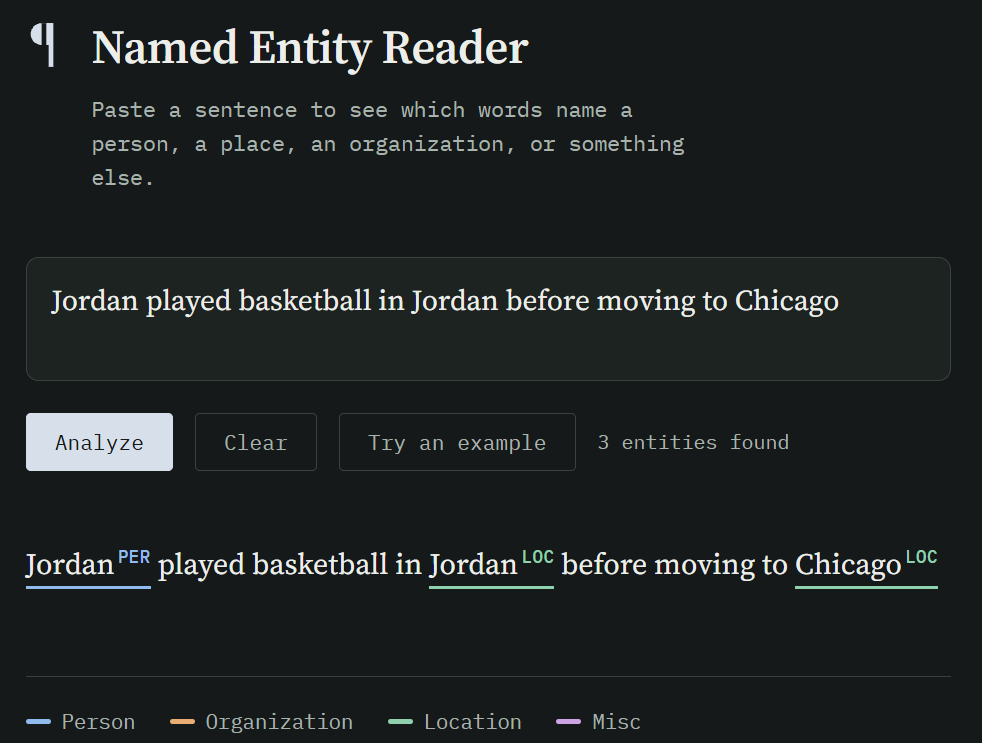 ¶ Named Entity Reader
Paste a sentence to see which words name a
person, a place, an organization, or something
else.
Jordan played basketball in Jordan before moving to Chicago
Analyze Clear Try an example 3 entities found
Jordan PER played basketball in Jordan LOC before moving to Chicago LOC
Person Organization Location Misc